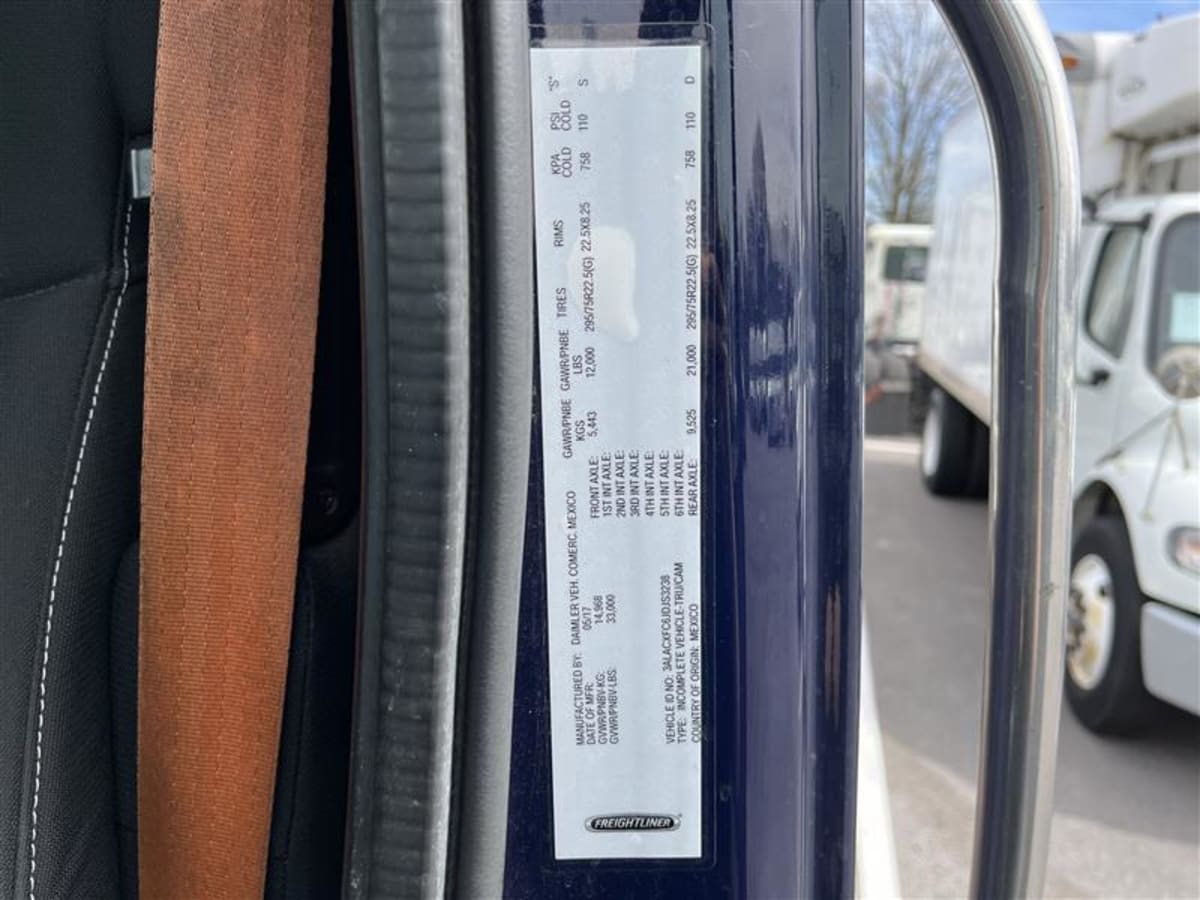 FREIGHTLINER
MANUFACTURED BY: DAIMLER VEH. COMERC. MEXICO
DATE OF MFR: 05/17
GVWR/PNBV-KG: 14,968
GVWR/PNBV-LBS: 33,000
VEHICLE ID NO: 3ALACXFC6JDJS3238
TYPE: INCOMPLETE VEHICLE-TRU/CAM
COUNTRY OF ORIGIN: MEXICO
GAWR/PNBE KGS GAWR/PNBE LBS TIRES RIMS KPA COLD PSI COLD "S"
FRONT AXLE: 5,443 12,000 295/75R22.5(G) 22.5X8.25 758 110 S
1ST INT AXLE:
2ND INT AXLE:
3RD INT AXLE:
4TH INT AXLE:
5TH INT AXLE:
6TH INT AXLE:
REAR AXLE: 9,525 21,000 295/75R22.5(G) 22.5X8.25 758 110 D